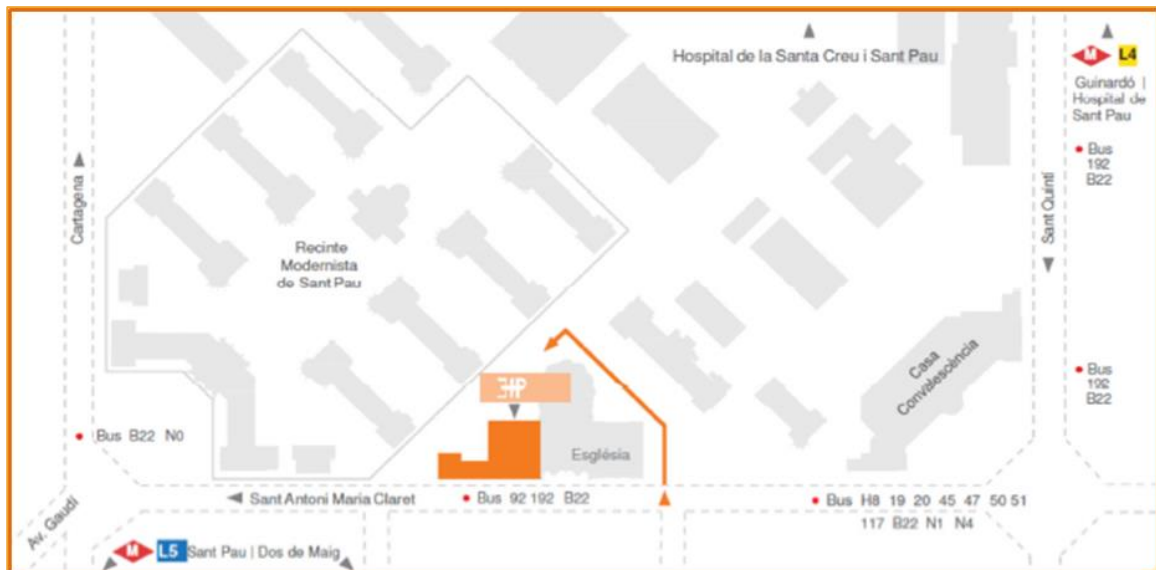 Hospital de la Santa Creu i Sant Pau
M L4
Guinardó |
Hospital de
Sant Pau
Bus
192
B22
Cartagena
Sant Quintí
Recinte
Modernista
de Sant Pau
Casa
Convalescència
Bus
192
B22
Bus B22 N0
Església
Sant Antoni Maria Claret
Bus 92 192 B22
Bus H8 19 20 45 47 50 51
117 B22 N1 N4
Av. Gaudí
M L5 Sant Pau | Dos de Maig